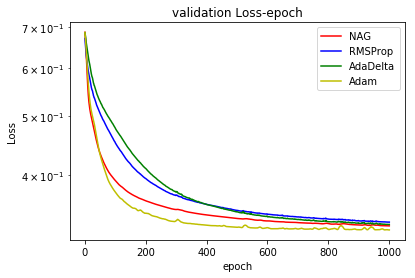 validation Loss-epoch
7 × 10⁻¹
6 × 10⁻¹
5 × 10⁻¹
4 × 10⁻¹
Loss
NAG
RMSProp
AdaDelta
Adam
0 200 400 600 800 1000
epoch